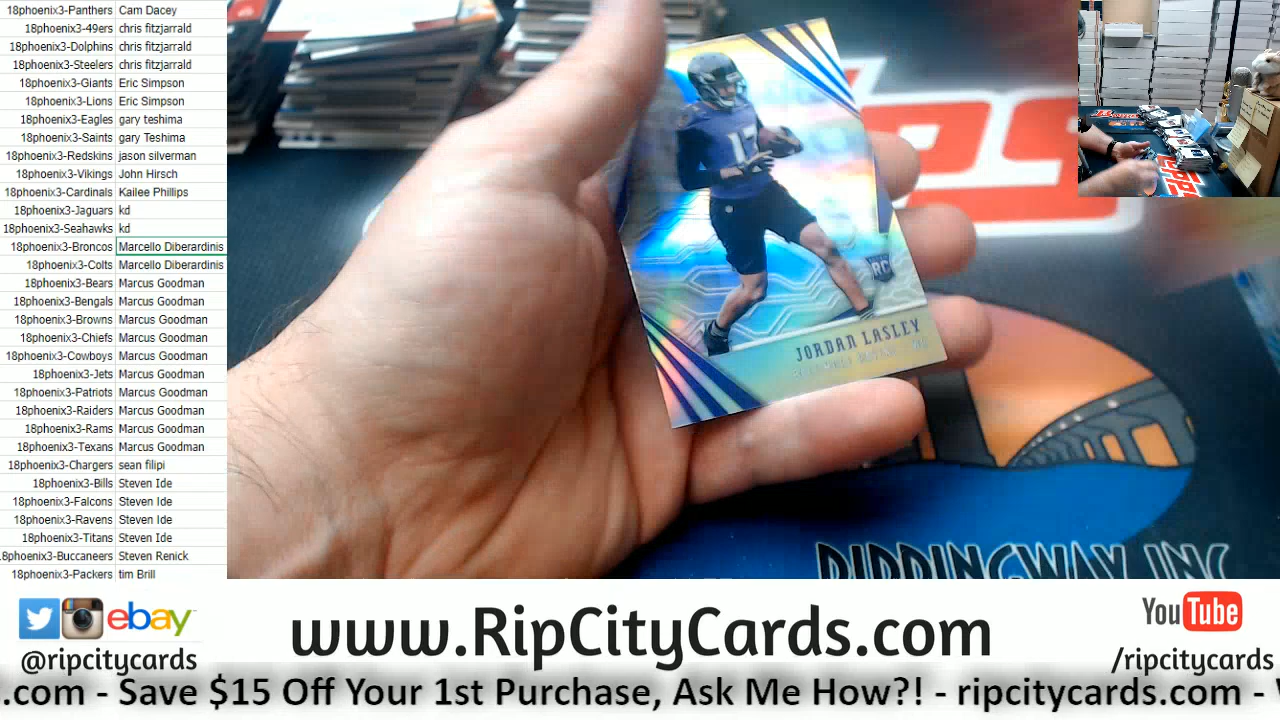 18phoenix3-Panthers Cam Dacey
18phoenix3-49ers chris fitzjarrald
18phoenix3-Dolphins chris fitzjarrald
18phoenix3-Steelers chris fitzjarrald
18phoenix3-Giants Eric Simpson
18phoenix3-Lions Eric Simpson
18phoenix3-Eagles gary teshima
18phoenix3-Saints gary Teshima
18phoenix3-Redskins jason silverman
18phoenix3-Vikings John Hirsch
18phoenix3-Cardinals Kailee Phillips
18phoenix3-Jaguars kd
18phoenix3-Seahawks kd
18phoenix3-Broncos Marcello Diberardinis
18phoenix3-Colts Marcello Diberardinis
18phoenix3-Bears Marcus Goodman
18phoenix3-Bengals Marcus Goodman
18phoenix3-Browns Marcus Goodman
18phoenix3-Chiefs Marcus Goodman
18phoenix3-Cowboys Marcus Goodman
18phoenix3-Jets Marcus Goodman
18phoenix3-Patriots Marcus Goodman
18phoenix3-Raiders Marcus Goodman
18phoenix3-Rams Marcus Goodman
18phoenix3-Texans Marcus Goodman
18phoenix3-Chargers sean filipi
18phoenix3-Bills Steven Ide
18phoenix3-Falcons Steven Ide
18phoenix3-Ravens Steven Ide
18phoenix3-Titans Steven Ide
18phoenix3-Buccaneers Steven Renick
18phoenix3-Packers tim Brill
17
RC
JORDAN LASLEY
RIPPINGWAY, INC
ebay
@ripcitycards
www.RipCityCards.com
YouTube
/ripcitycards
.com - Save $15 Off Your 1st Purchase, Ask Me How?! - ripcitycards.com -